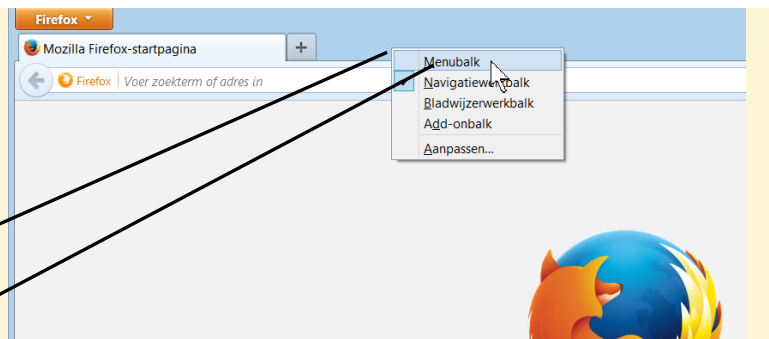 Firefox
Mozilla Firefox-startpagina
Firefox Voer zoekterm of adres in
Menubalk
Navigatiewerkbalk
Bladwijzerwerkbalk
Add-onbalk
Aanpassen...